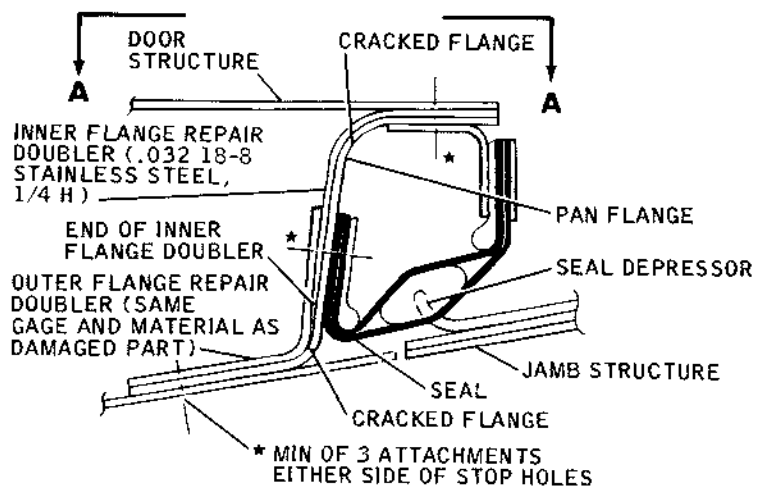 DOOR
STRUCTURE
CRACKED FLANGE
A
A
INNER FLANGE REPAIR
DOUBLER (.032 18-8
STAINLESS STEEL,
1/4 H)
★
PAN FLANGE
END OF INNER
FLANGE DOUBLER
★
SEAL DEPRESSOR
OUTER FLANGE REPAIR
DOUBLER (SAME
GAGE AND MATERIAL AS
DAMAGED PART)
JAMB STRUCTURE
SEAL
CRACKED FLANGE
★ MIN OF 3 ATTACHMENTS
EITHER SIDE OF STOP HOLES